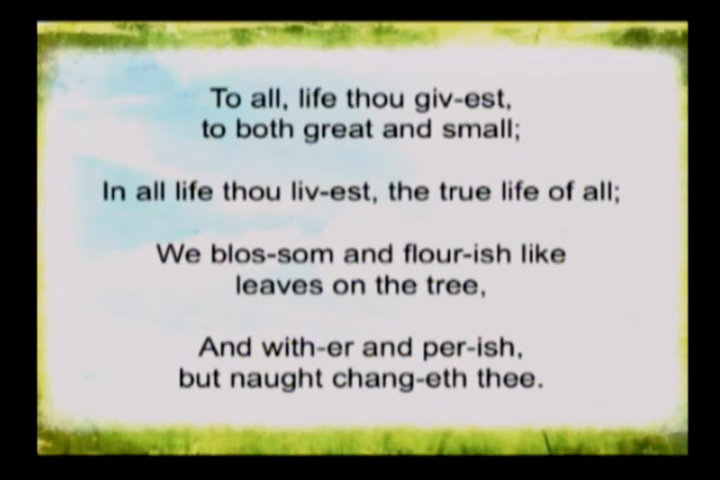 To all, life thou giv-est,
to both great and small;
In all life thou liv-est, the true life of all;
We blos-som and flour-ish like
leaves on the tree,
And with-er and per-ish,
but naught chang-eth thee.